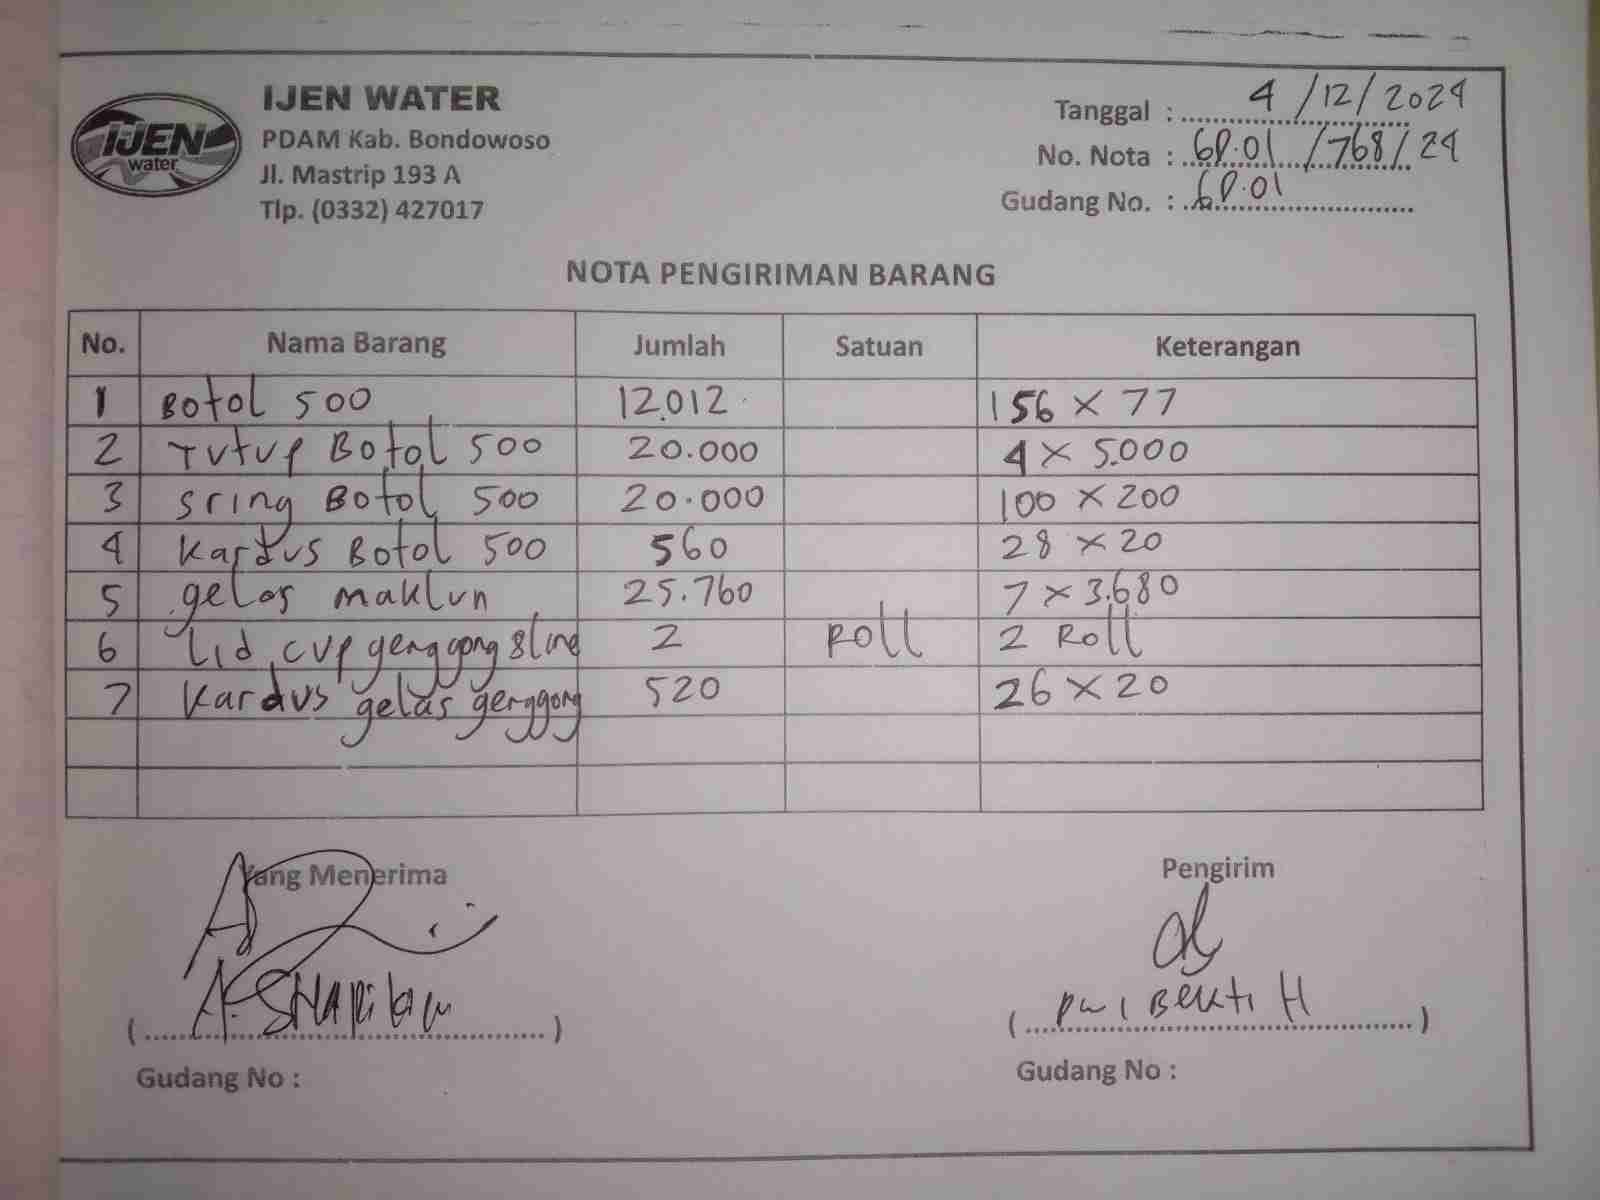 IJEN
water
IJEN WATER
PDAM Kab. Bondowoso
Jl. Mastrip 193 A
Tlp. (0332) 427017
Tanggal : 4 / 12 / 2024
No. Nota : GD.01 / 768 / 24
Gudang No. : GD.01
NOTA PENGIRIMAN BARANG
No. Nama Barang Jumlah Satuan Keterangan
1 Botol 500 12.012 156 x 77
2 Tutup Botol 500 20.000 4 x 5.000
3 Sring Botol 500 20.000 100 x 200
4 Kardus Botol 500 560 28 x 20
5 gelas maklun 25.760 7 x 3.680
6 Lid cup genggong 8 line 2 Roll 2 Roll
7 Kardus gelas genggong 520 26 x 20
Yang Menerima Pengirim
(A. ) (Dwi Bekti H)
Gudang No : Gudang No :